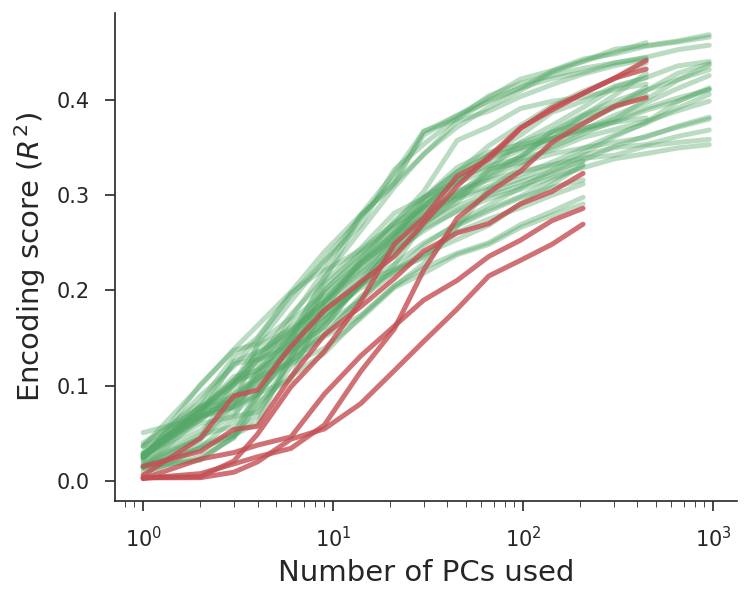 Encoding score (R²)
0.4
0.3
0.2
0.1
0.0
10⁰ 10¹ 10² 10³
Number of PCs used